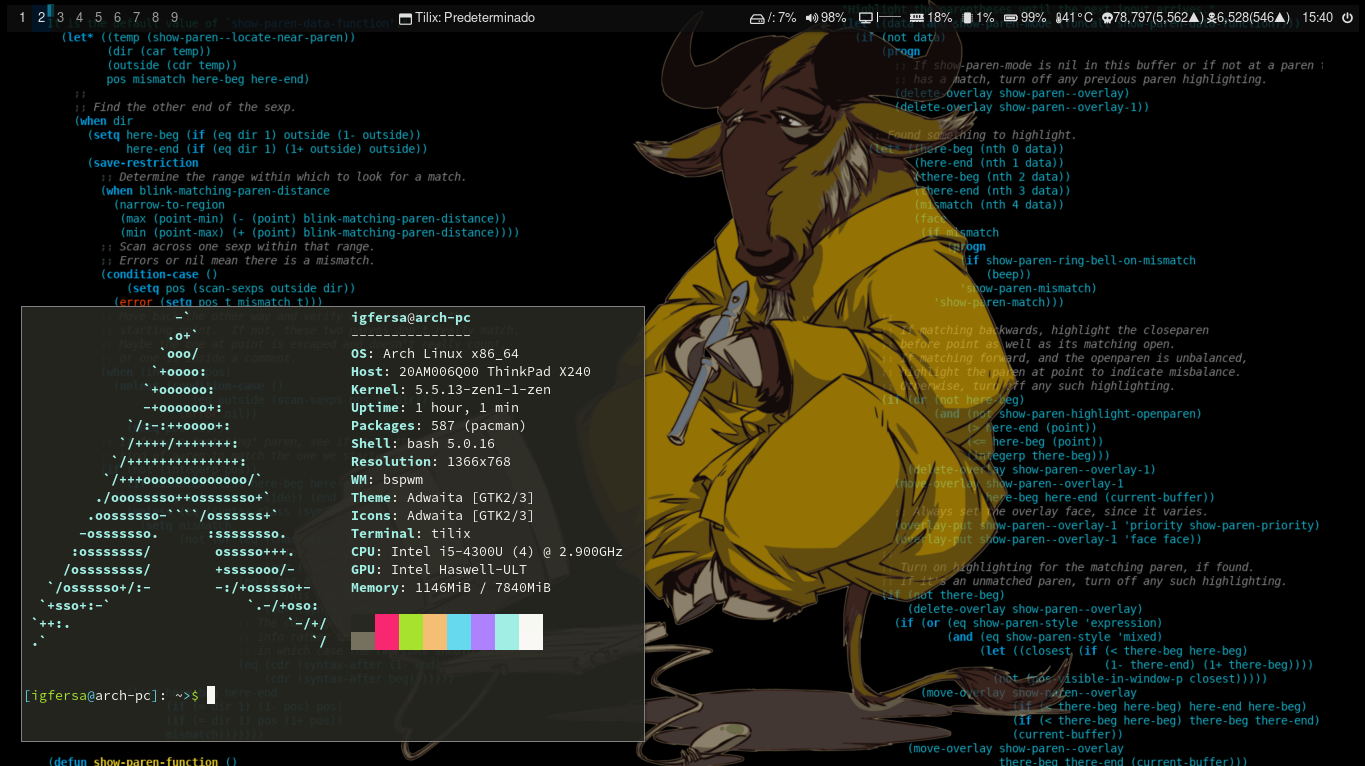 1 2 3 4 5 6 7 8 9
Tilix: Predeterminado
/: 7% 98% 18% 1% 99% 41°C 78,797(5,562▲) 6,528(546▲) 15:40
(let* ((temp (show-paren--locate-near-paren))
(dir (car temp))
(outside (cdr temp))
pos mismatch here-beg here-end)
;;
;; Find the other end of the sexp.
(when dir
(setq here-beg (if (eq dir 1) outside (1- outside))
here-end (if (eq dir 1) (1+ outside) outside))
(save-restriction
;; Determine the range within which to look for a match.
(when blink-matching-paren-distance
(narrow-to-region
(max (point-min) (- (point) blink-matching-paren-distance))
(min (point-max) (+ (point) blink-matching-paren-distance))))
;; Scan across one sexp within that range.
;; Errors or nil mean there is a mismatch.
(condition-case ()
(setq pos (scan-sexps outside dir))
(error (setq pos t mismatch t)))
igfersa@arch-pc
---------------
OS: Arch Linux x86_64
Host: 20AM006Q00 ThinkPad X240
Kernel: 5.5.13-zen1-1-zen
Uptime: 1 hour, 1 min
Packages: 587 (pacman)
Shell: bash 5.0.16
Resolution: 1366x768
WM: bspwm
Theme: Adwaita [GTK2/3]
Icons: Adwaita [GTK2/3]
Terminal: tilix
CPU: Intel i5-4300U (4) @ 2.900GHz
GPU: Intel Haswell-ULT
Memory: 1146MiB / 7840MiB
[igfersa@arch-pc]: ~>$
(defun show-paren-function ()
(if (not data)
(progn
;; If show-paren-mode is nil in this buffer or if not at a paren
;; has a match, turn off any previous paren highlighting.
(delete-overlay show-paren--overlay)
(delete-overlay show-paren--overlay-1))
;; Found something to highlight.
(let* ((here-beg (nth 0 data))
(here-end (nth 1 data))
(there-beg (nth 2 data))
(there-end (nth 3 data))
(mismatch (nth 4 data))
(face
(if mismatch
(progn
(if show-paren-ring-bell-on-mismatch
(beep))
'show-paren-mismatch)
'show-paren-match)))
;;
;; If matching backwards, highlight the closeparen
;; before point as well as its matching open.
;; If matching forward, and the openparen is unbalanced,
;; highlight the paren at point to indicate misbalance.
;; Otherwise, turn off any such highlighting.
(if (or (not here-beg)
(and (not show-paren-highlight-openparen)
(> here-end (point))
(<= here-beg (point))
(integerp there-beg)))
(delete-overlay show-paren--overlay-1)
(move-overlay show-paren--overlay-1
here-beg here-end (current-buffer))
;; Always set the overlay face, since it varies.
(overlay-put show-paren--overlay-1 'priority show-paren-priority)
(overlay-put show-paren--overlay-1 'face face))
;;
;; Turn on highlighting for the matching paren, if found.
;; If it's an unmatched paren, turn off any such highlighting.
(if (not there-beg)
(delete-overlay show-paren--overlay)
(if (or (eq show-paren-style 'expression)
(and (eq show-paren-style 'mixed)
(let ((closest (if (< there-beg here-beg)
(1- there-end) (1+ there-beg))))
(not (pos-visible-in-window-p closest)))))
(move-overlay show-paren--overlay
(if (< there-beg here-beg) here-end here-beg)
(if (< there-beg here-beg) there-beg there-end)
(current-buffer))
(move-overlay show-paren--overlay
there-beg there-end (current-buffer)))